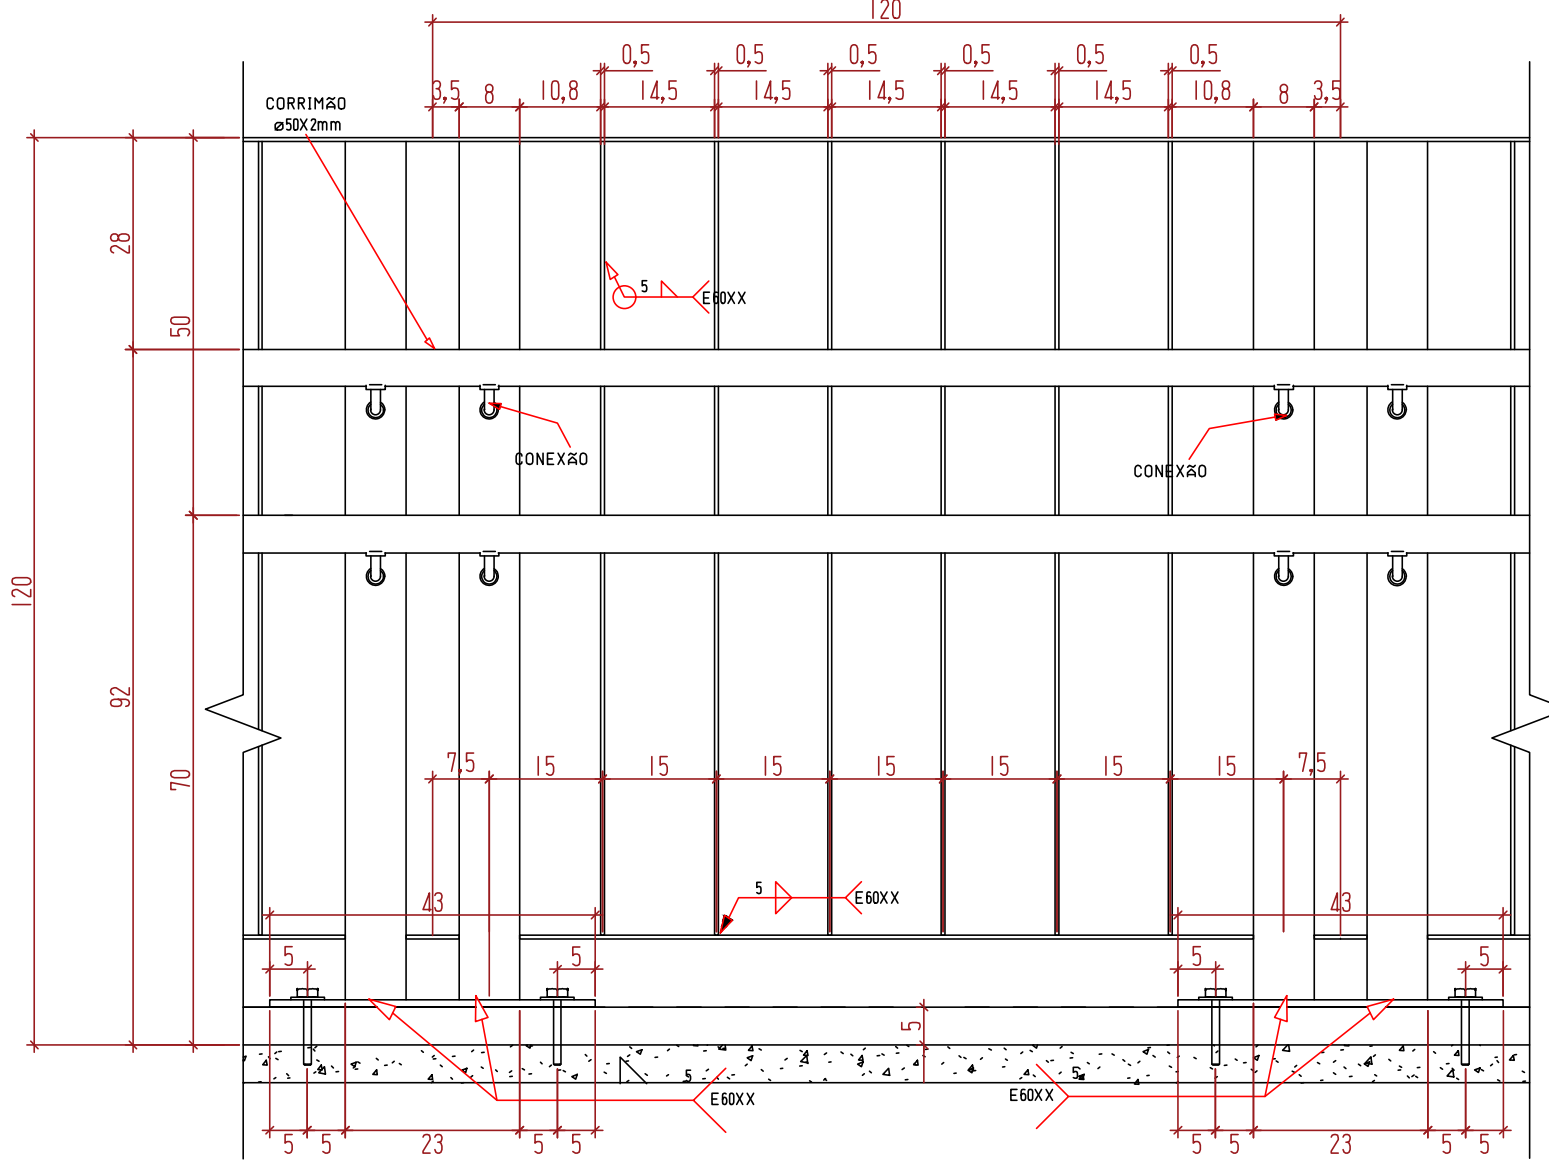 120
0,5 0,5 0,5 0,5 0,5 0,5
3,5 8 10,8 14,5 14,5 14,5 14,5 14,5 10,8 8 3,5
CORRIMÃO
ø50X2mm
28
50
5 E60XX
CONEXÃO
CONEXÃO
120
92
70
7,5 15 15 15 15 15 15 15 7,5
5 E60XX
43 43
5 5 5 5
5
5 E60XX
E60XX 5
5 5 23 5 5 5 5 23 5 5